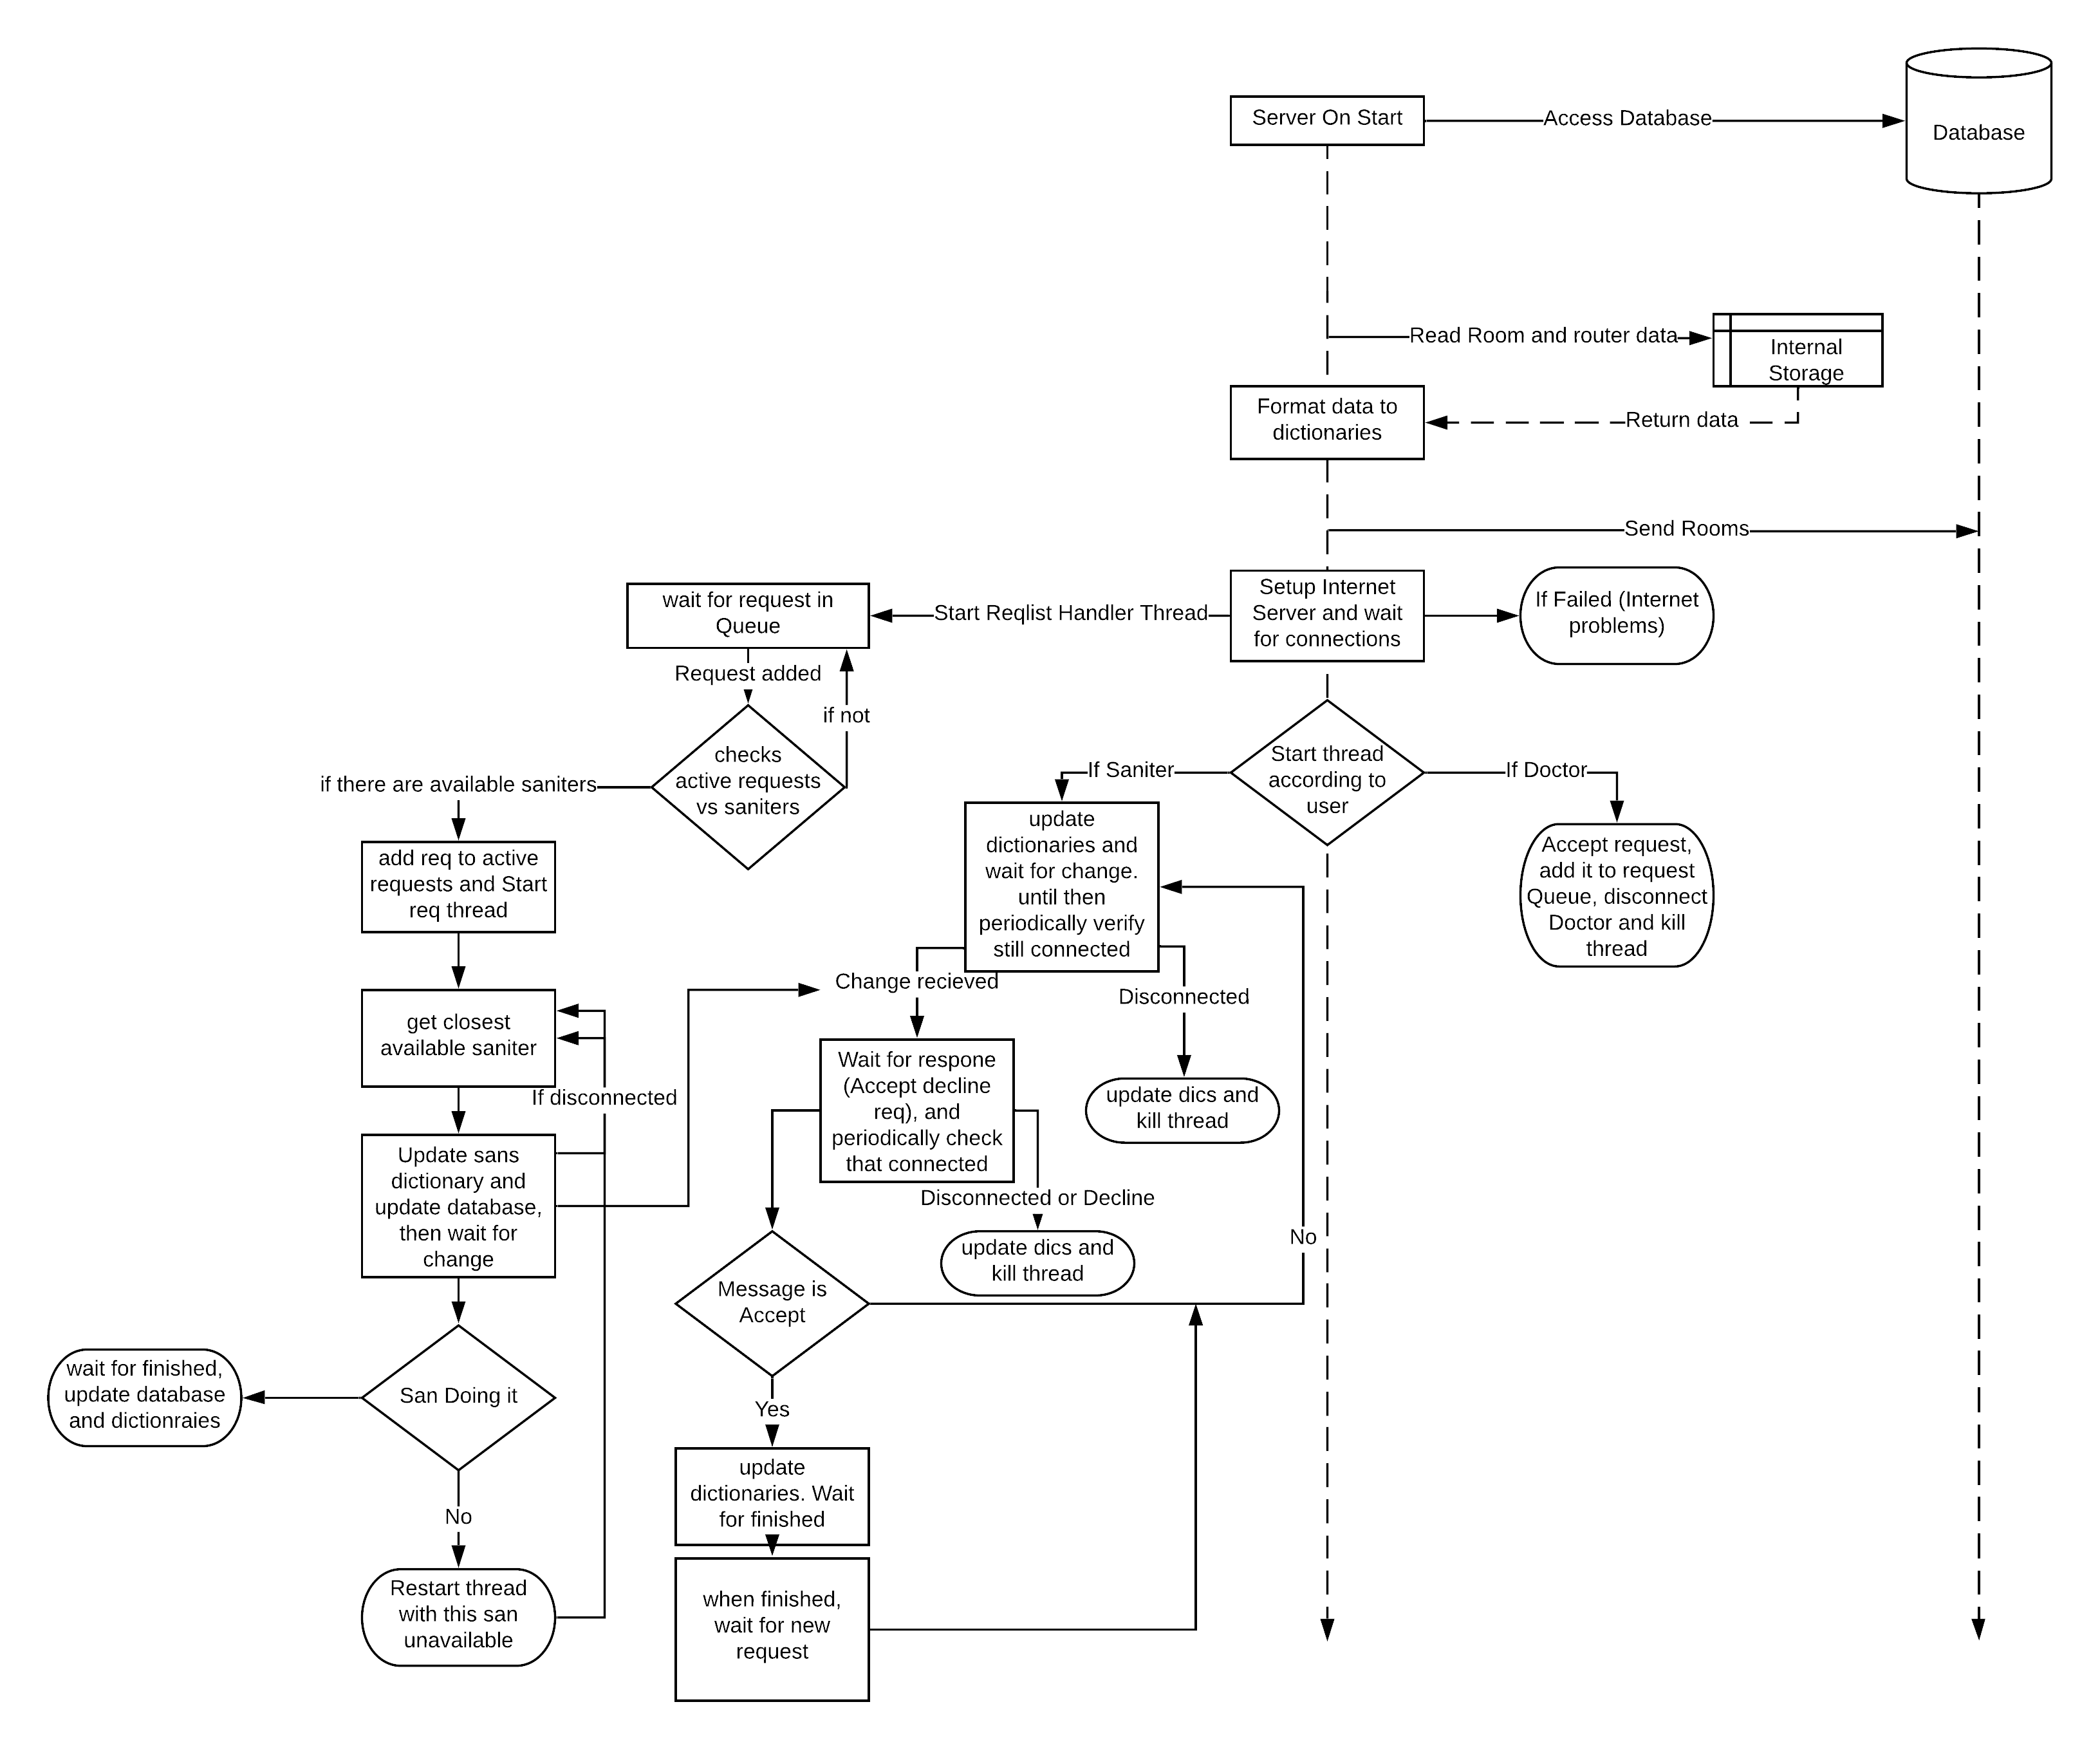 Server On Start
Access Database
Database
Read Room and router data
Internal
Storage
Format data to
dictionaries
Return data
Send Rooms
wait for request in
Queue
Start Reqlist Handler Thread
Setup Internet
Server and wait
for connections
If Failed (Internet
problems)
Request added
if not
checks
active requests
vs saniters
if there are available saniters
If Saniter
Start thread
according to
user
If Doctor
update
dictionaries and
wait for change.
until then
periodically verify
still connected
Accept request,
add it to request
Queue, disconnect
Doctor and kill
thread
add req to active
requests and Start
req thread
Change recieved
Disconnected
get closest
available saniter
If disconnected
Wait for respone
(Accept decline
req), and
periodically check
that connected
update dics and
kill thread
Update sans
dictionary and
update database,
then wait for
change
Disconnected or Decline
update dics and
kill thread
No
Message is
Accept
wait for finished,
update database
and dictionraies
San Doing it
Yes
update
dictionaries. Wait
for finished
No
Restart thread
with this san
unavailable
when finished,
wait for new
request